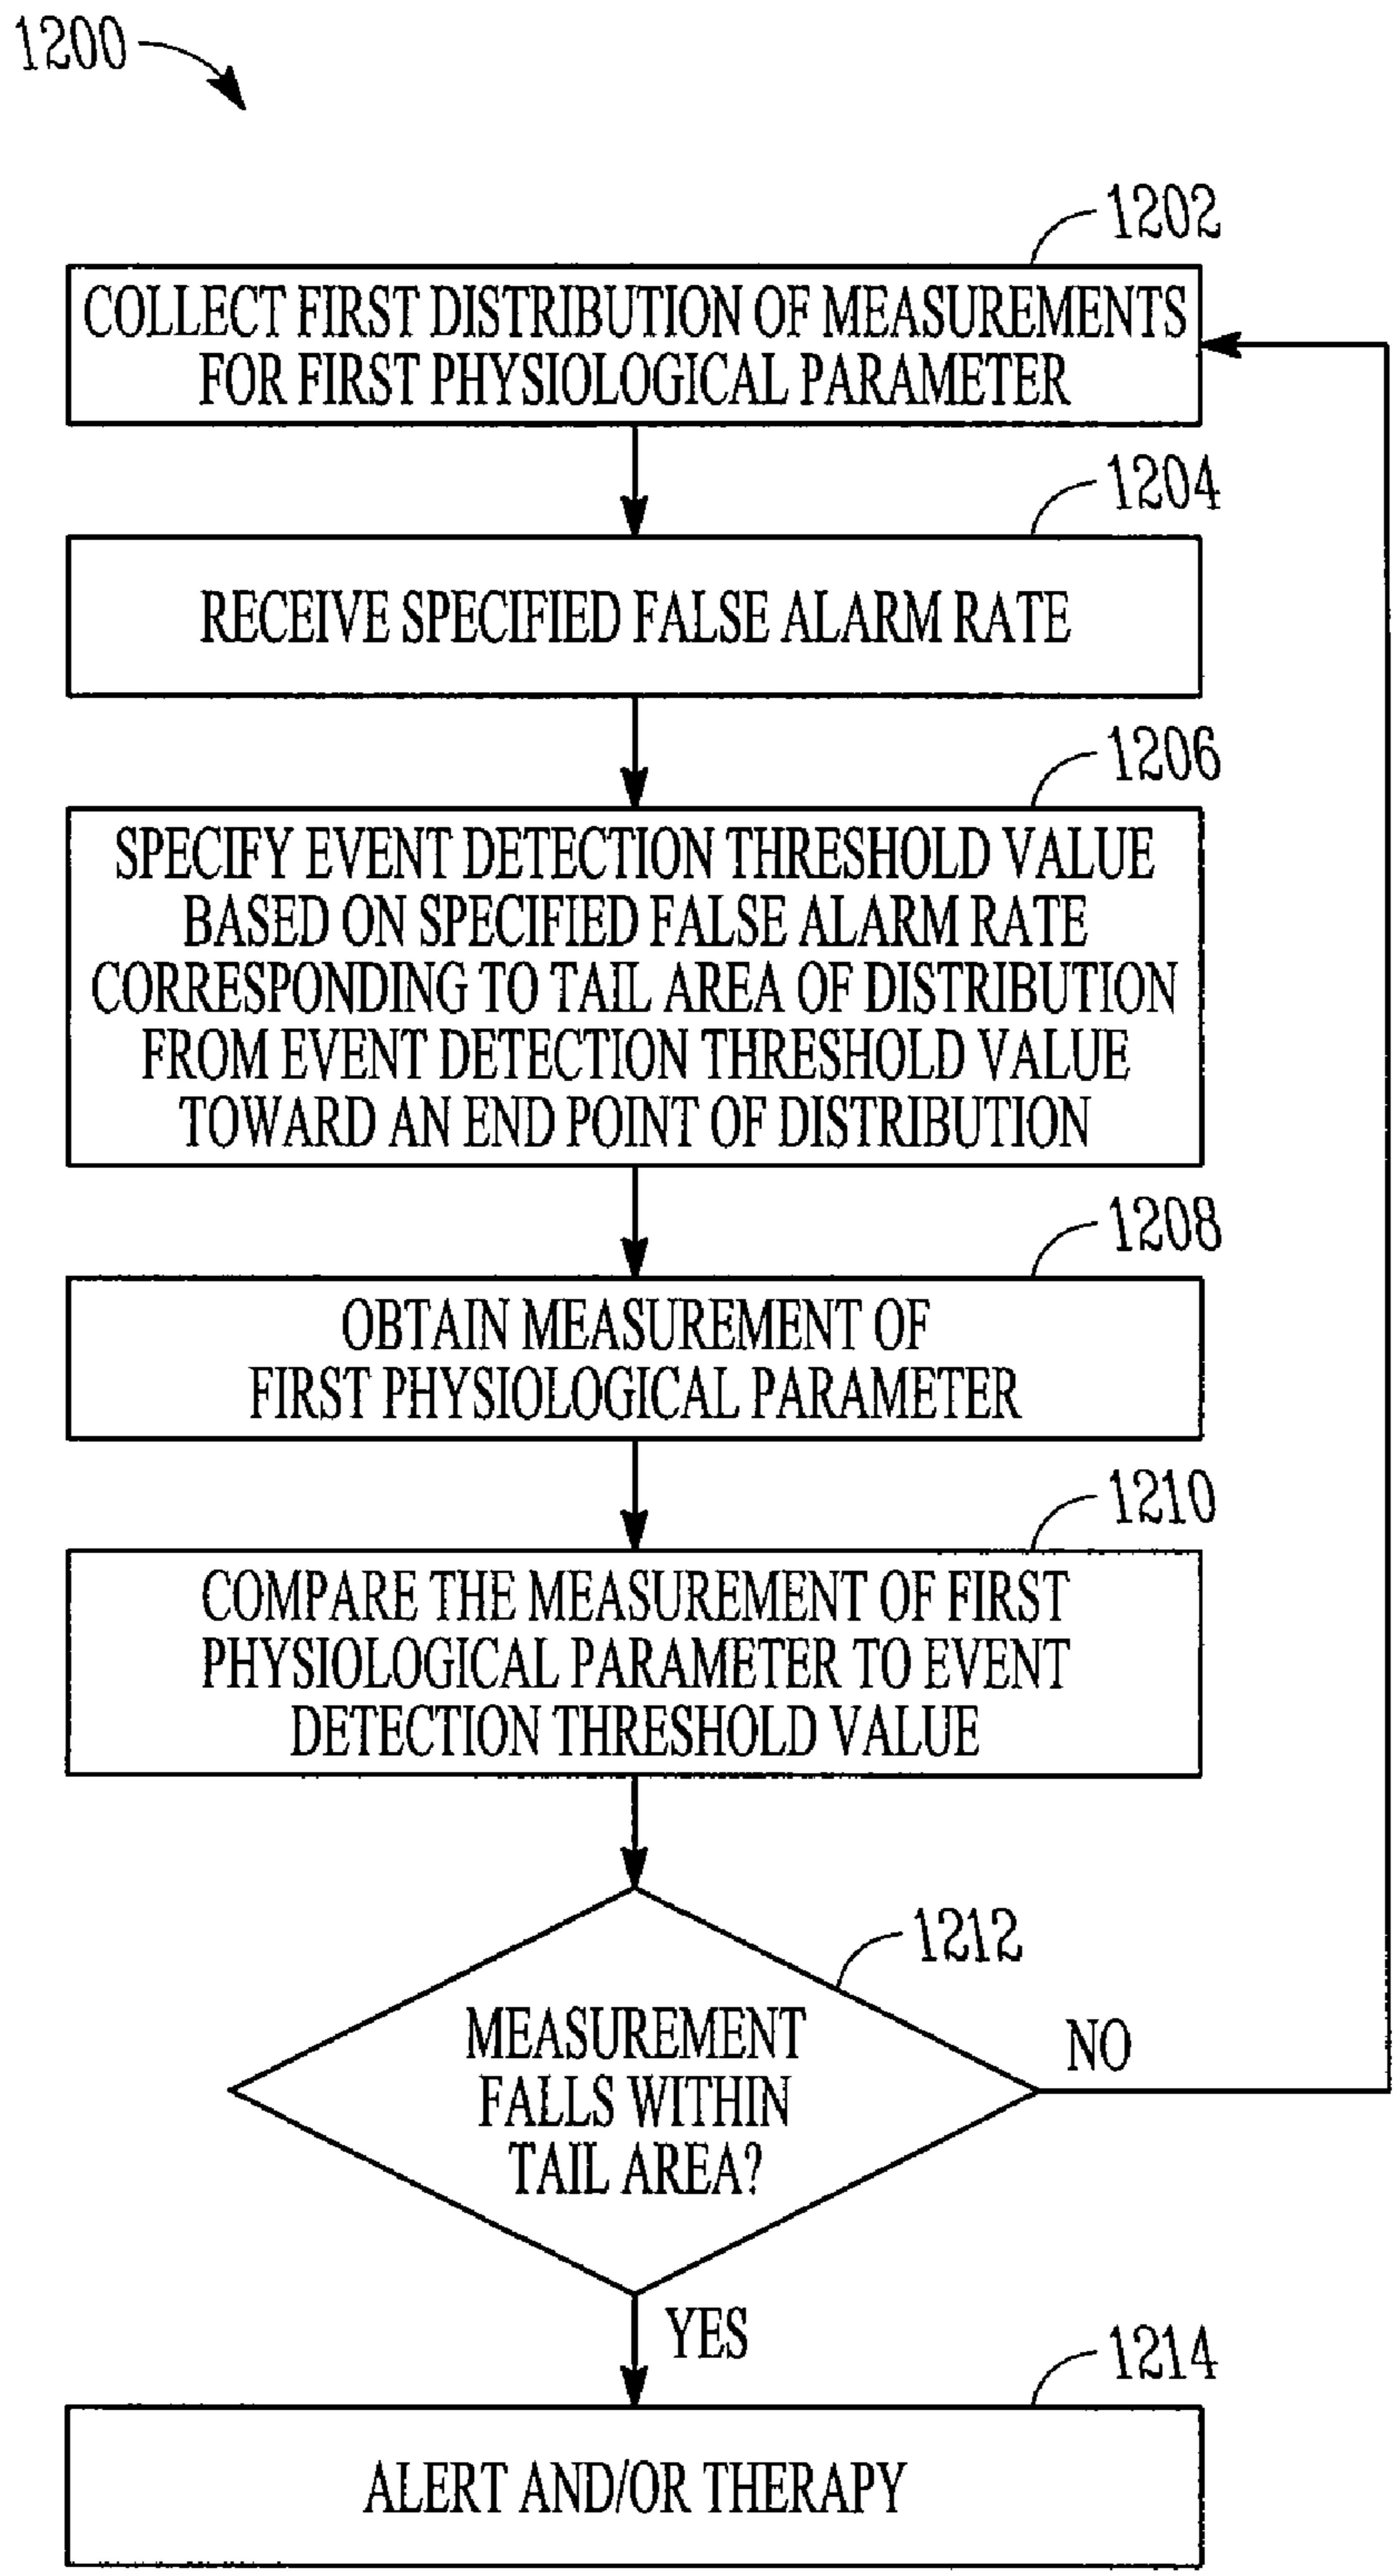 1200
1202
COLLECT FIRST DISTRIBUTION OF MEASUREMENTS
FOR FIRST PHYSIOLOGICAL PARAMETER
1204
RECEIVE SPECIFIED FALSE ALARM RATE
1206
SPECIFY EVENT DETECTION THRESHOLD VALUE
BASED ON SPECIFIED FALSE ALARM RATE
CORRESPONDING TO TAIL AREA OF DISTRIBUTION
FROM EVENT DETECTION THRESHOLD VALUE
TOWARD AN END POINT OF DISTRIBUTION
1208
OBTAIN MEASUREMENT OF
FIRST PHYSIOLOGICAL PARAMETER
1210
COMPARE THE MEASUREMENT OF FIRST
PHYSIOLOGICAL PARAMETER TO EVENT
DETECTION THRESHOLD VALUE
1212
MEASUREMENT
FALLS WITHIN
TAIL AREA?
NO
YES
1214
ALERT AND/OR THERAPY